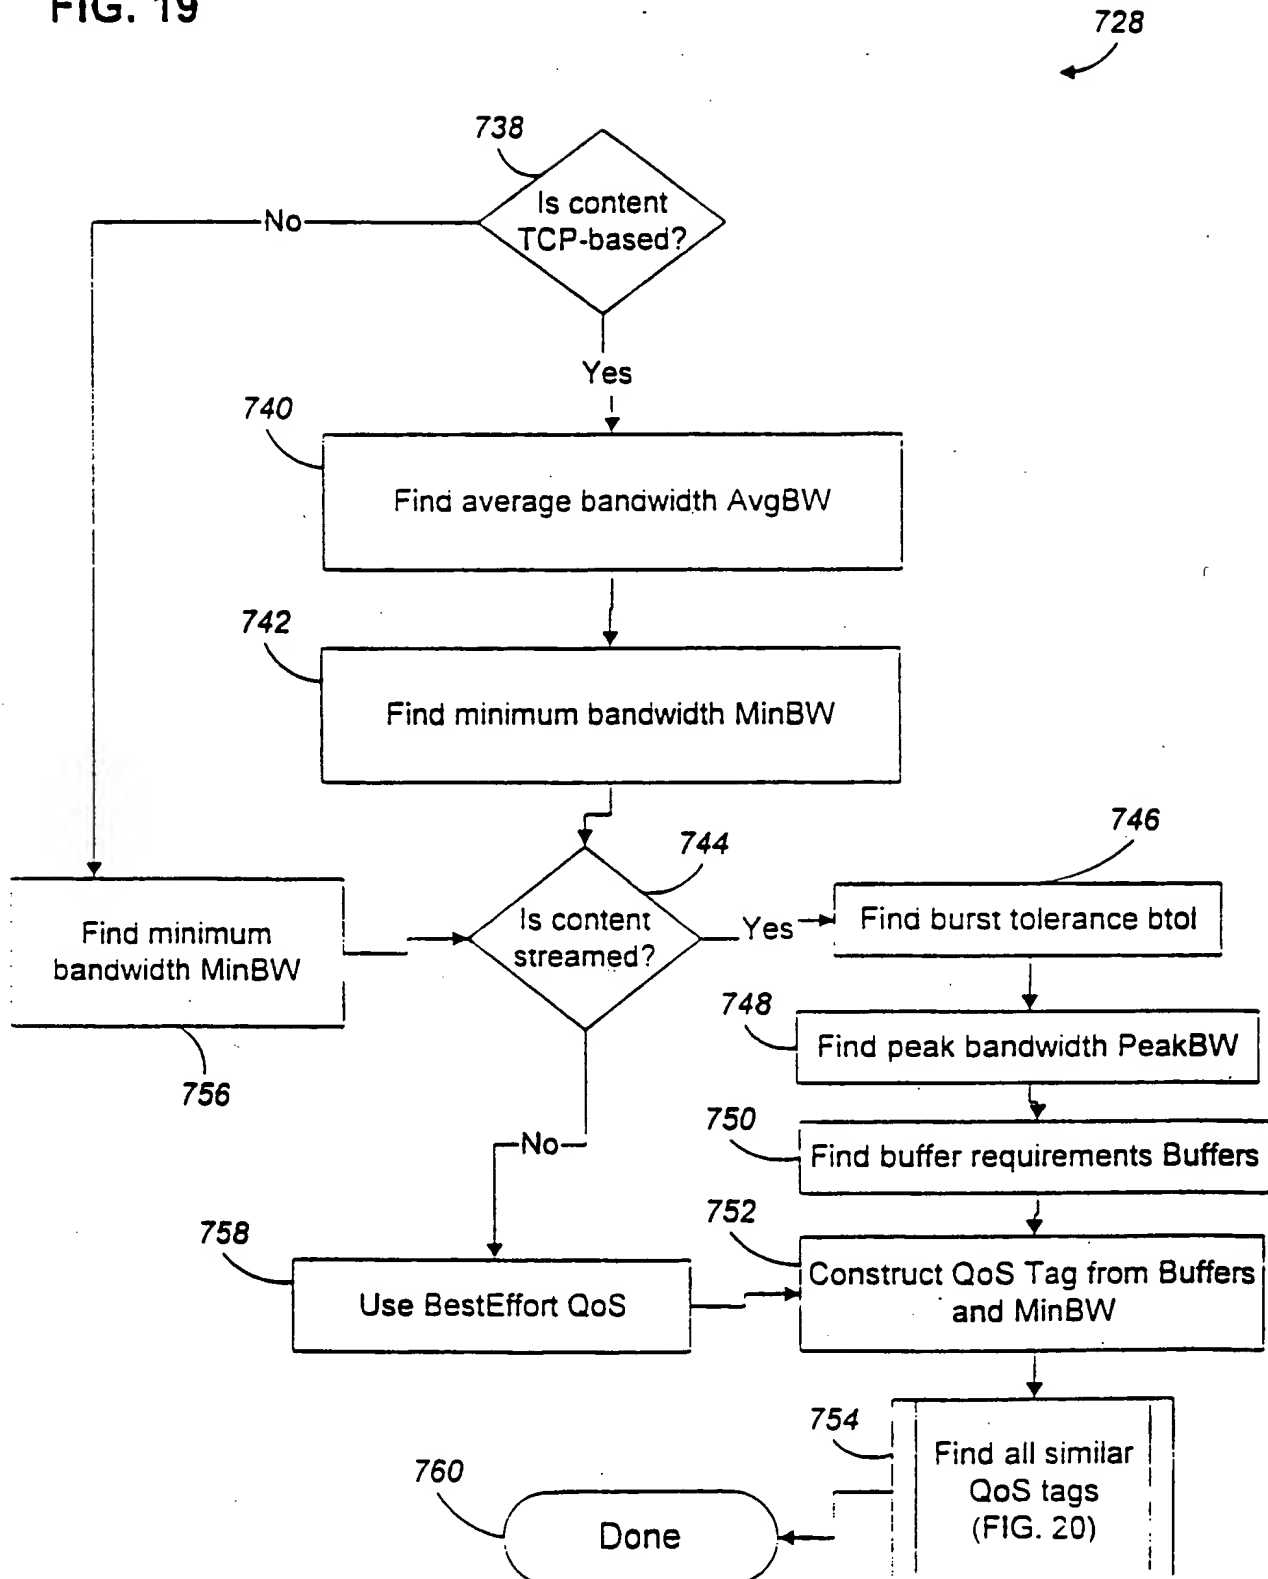 FIG. 19
728
738
Is content
TCP-based?
No
Yes
740
Find average bandwidth AvgBW
742
Find minimum bandwidth MinBW
744
746
Is content
streamed?
Yes
Find burst tolerance btol
Find minimum
bandwidth MinBW
756
748
Find peak bandwidth PeakBW
750
Find buffer requirements Buffers
No
752
Construct QoS Tag from Buffers
and MinBW
758
Use BestEffort QoS
754
Find all similar
QoS tags
(FIG. 20)
760
Done